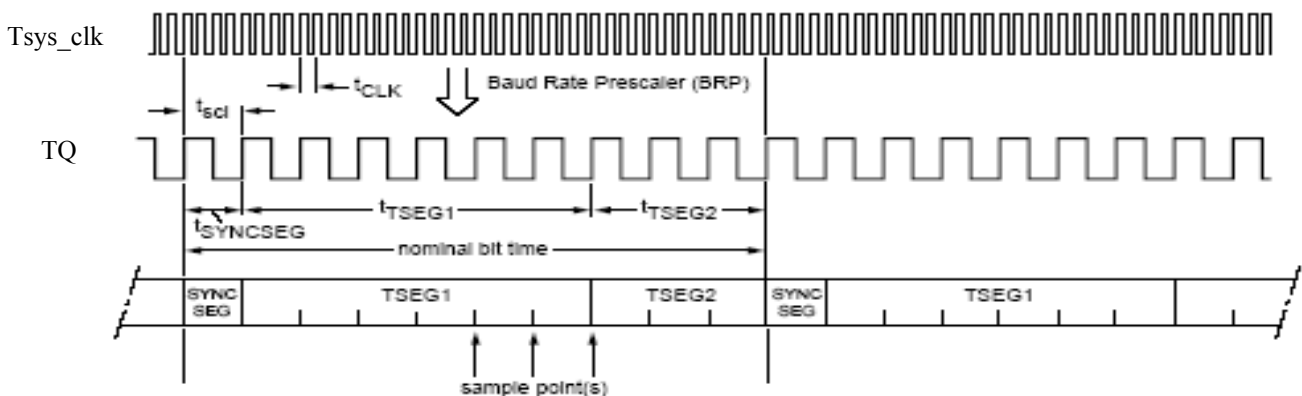 Tsys_clk
tCLK
Baud Rate Prescaler (BRP)
tscl
TQ
tTSEG1
tTSEG2
tSYNCSEG
nominal bit time
SYNC SEG
TSEG1
TSEG2
SYNC SEG
TSEG1
sample point(s)